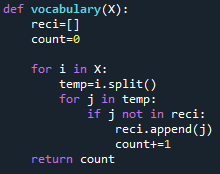 def vocabulary(X):
    reci=[]
    count=0

    for i in X:
        temp=i.split()
        for j in temp:
            if j not in reci:
                reci.append(j)
                count+=1
    return count